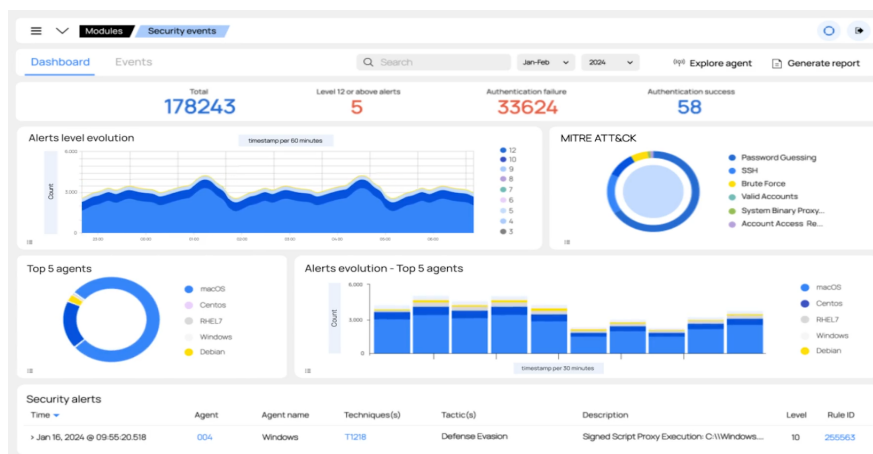 Modules Security events
Dashboard Events Search Jan-Feb 2024 Explore agent Generate report
Total Level 12 or above alerts Authentication failure Authentication success
178243 5 33624 58
Alerts level evolution
timestamp per 60 minutes
Count
6,000
3,000
0
12
10
9
8
7
6
5
4
3
MITRE ATT&CK
Password Guessing
SSH
Brute Force
Valid Accounts
System Binary Proxy...
Account Access Re...
Top 5 agents
macOS
Centos
RHEL7
Windows
Debian
Alerts evolution - Top 5 agents
Count
6,000
3,000
0
timestamp per 30 minutes
macOS
Centos
RHEL7
Windows
Debian
Security alerts
Time Agent Agent name Techniques(s) Tactic(s) Description Level Rule ID
> Jan 16, 2024 @ 09:55:20.518 004 Windows T1218 Defense Evasion Signed Script Proxy Execution: C:\\Windows... 10 255563